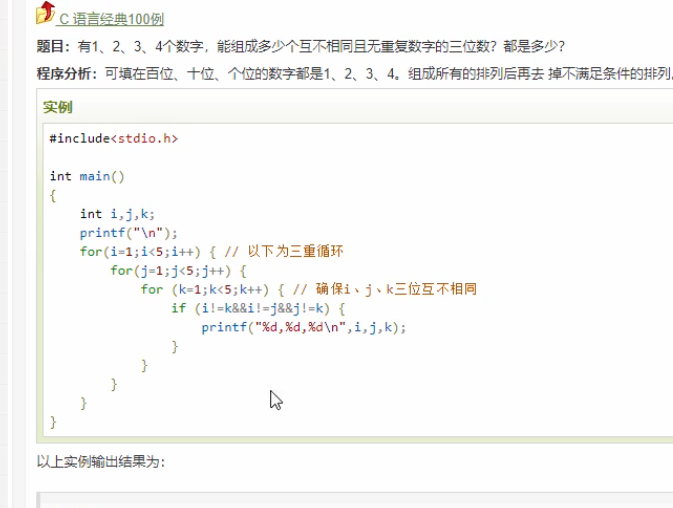 C 语言经典100例
题目：有1、2、3、4个数字，能组成多少个互不相同且无重复数字的三位数？都是多少？
程序分析：可填在百位、十位、个位的数字都是1、2、3、4。组成所有的排列后再去 掉不满足条件的排列。
实例
#include<stdio.h>
int main()
{
    int i,j,k;
    printf("\n");
    for(i=1;i<5;i++) { // 以下为三重循环
        for(j=1;j<5;j++) {
            for (k=1;k<5;k++) { // 确保i、j、k三位互不相同
                if (i!=k&&i!=j&&j!=k) {
                    printf("%d,%d,%d\n",i,j,k);
                }
            }
        }
    }
}
以上实例输出结果为：